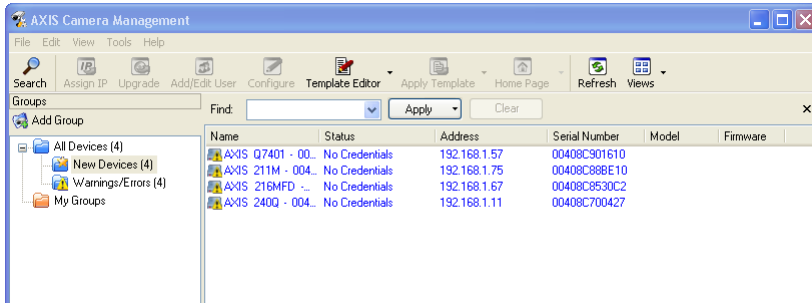 AXIS Camera Management
File Edit View Tools Help
Search Assign IP Upgrade Add/Edit User Configure Template Editor Apply Template Home Page Refresh Views
Groups
Find: Apply Clear
Add Group
Name Status Address Serial Number Model Firmware
All Devices (4)
AXIS Q7401 - 00... No Credentials 192.168.1.57 00408C901610
New Devices (4)
AXIS 211M - 004... No Credentials 192.168.1.75 00408C88BE10
Warnings/Errors (4)
AXIS 216MFD -... No Credentials 192.168.1.67 00408C8530C2
My Groups
AXIS 240Q - 004... No Credentials 192.168.1.11 00408C700427